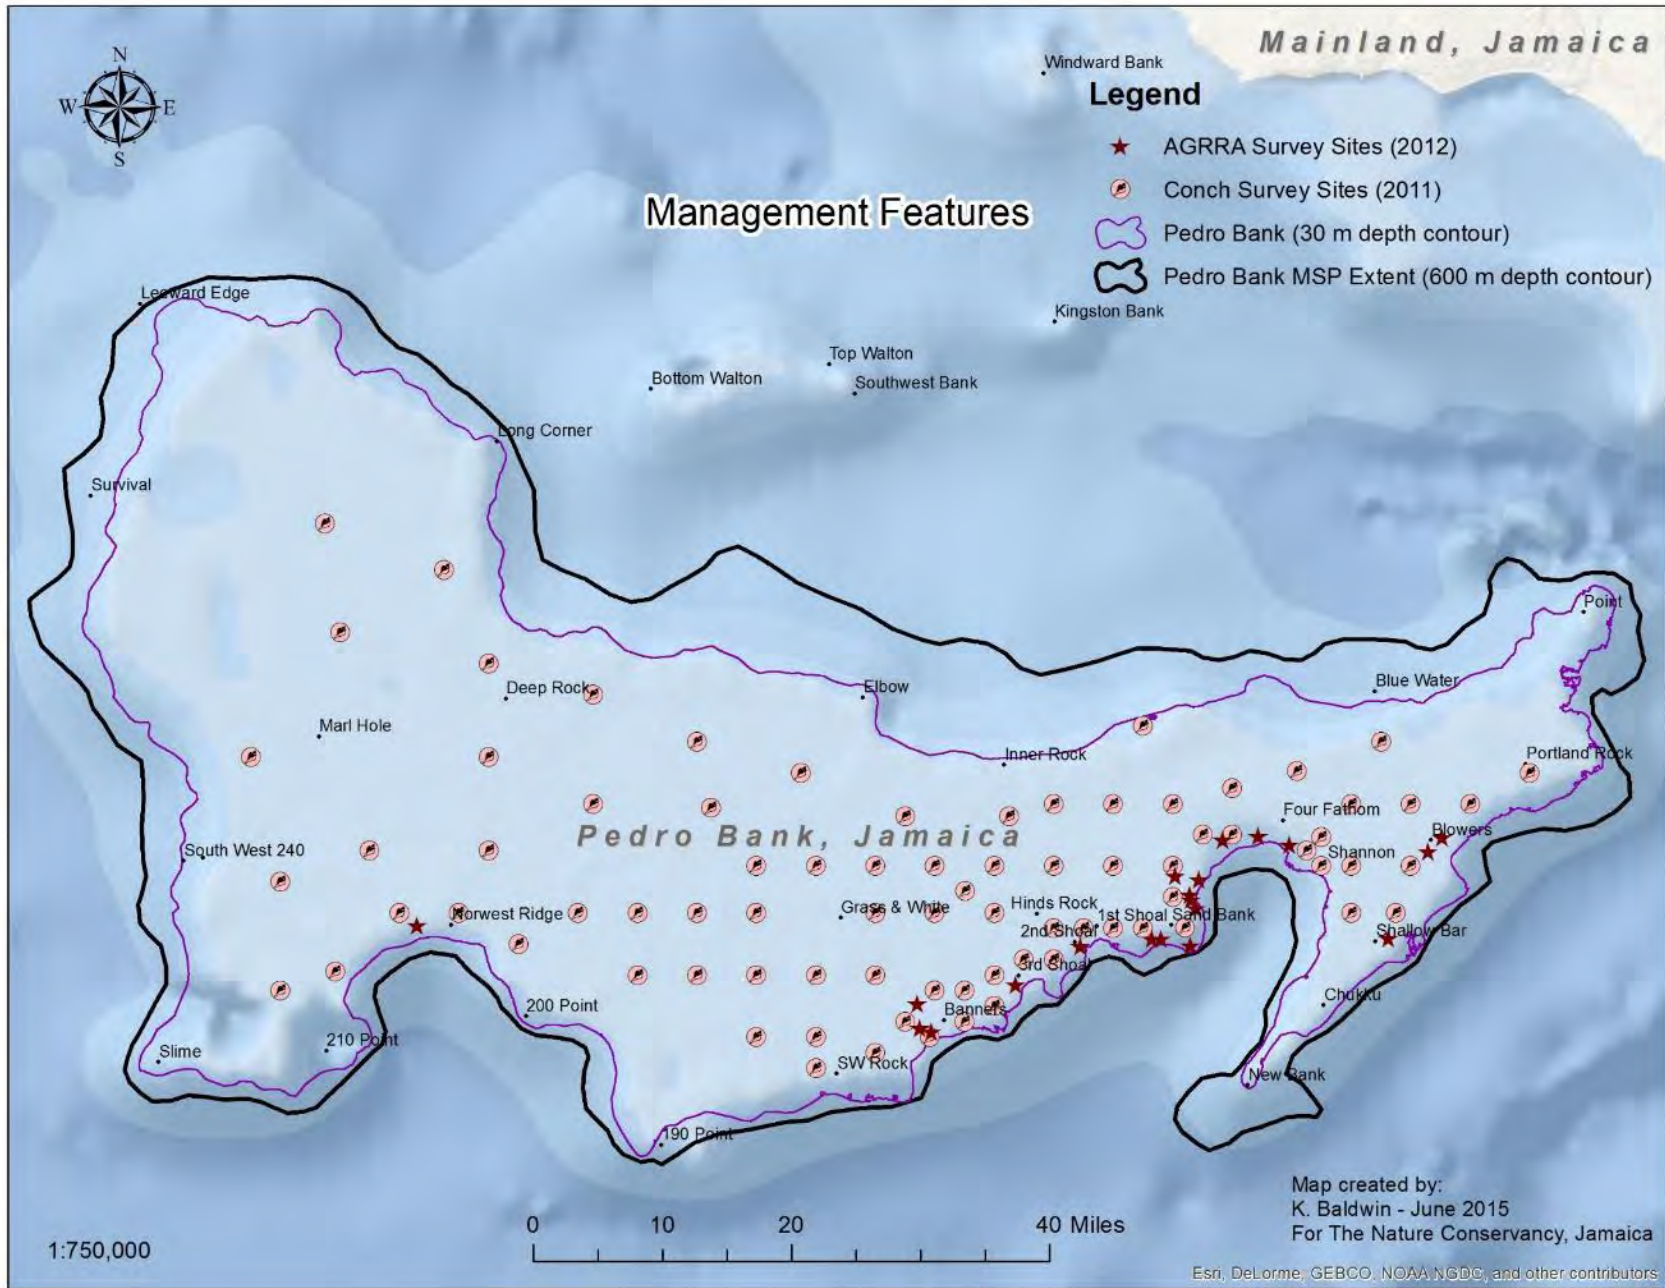 Mainland, Jamaica
Windward Bank
Legend
N
W E
S
AGRRA Survey Sites (2012)
Conch Survey Sites (2011)
Management Features
Pedro Bank (30 m depth contour)
Pedro Bank MSP Extent (600 m depth contour)
Leeward Edge
Kingston Bank
Top Walton
Bottom Walton
Southwest Bank
Long Corner
Survival
Point
Blue Water
Deep Rock
Elbow
Marl Hole
Inner Rock
Portland Rock
Four Fathom
Pedro Bank, Jamaica
Blowers
South West 240
Shannon
Grass & White
Hinds Rock
Norwest Ridge
1st Shoal Sand Bank
2nd Shoal
Shallow Bar
3rd Shoal
Chukku
200 Point
Banners
210 Point
Slime
SW Rock
New Bank
190 Point
Map created by:
K. Baldwin - June 2015
For The Nature Conservancy, Jamaica
0 10 20 40 Miles
1:750,000
Esri, DeLorme, GEBCO, NOAA NGDC, and other contributors